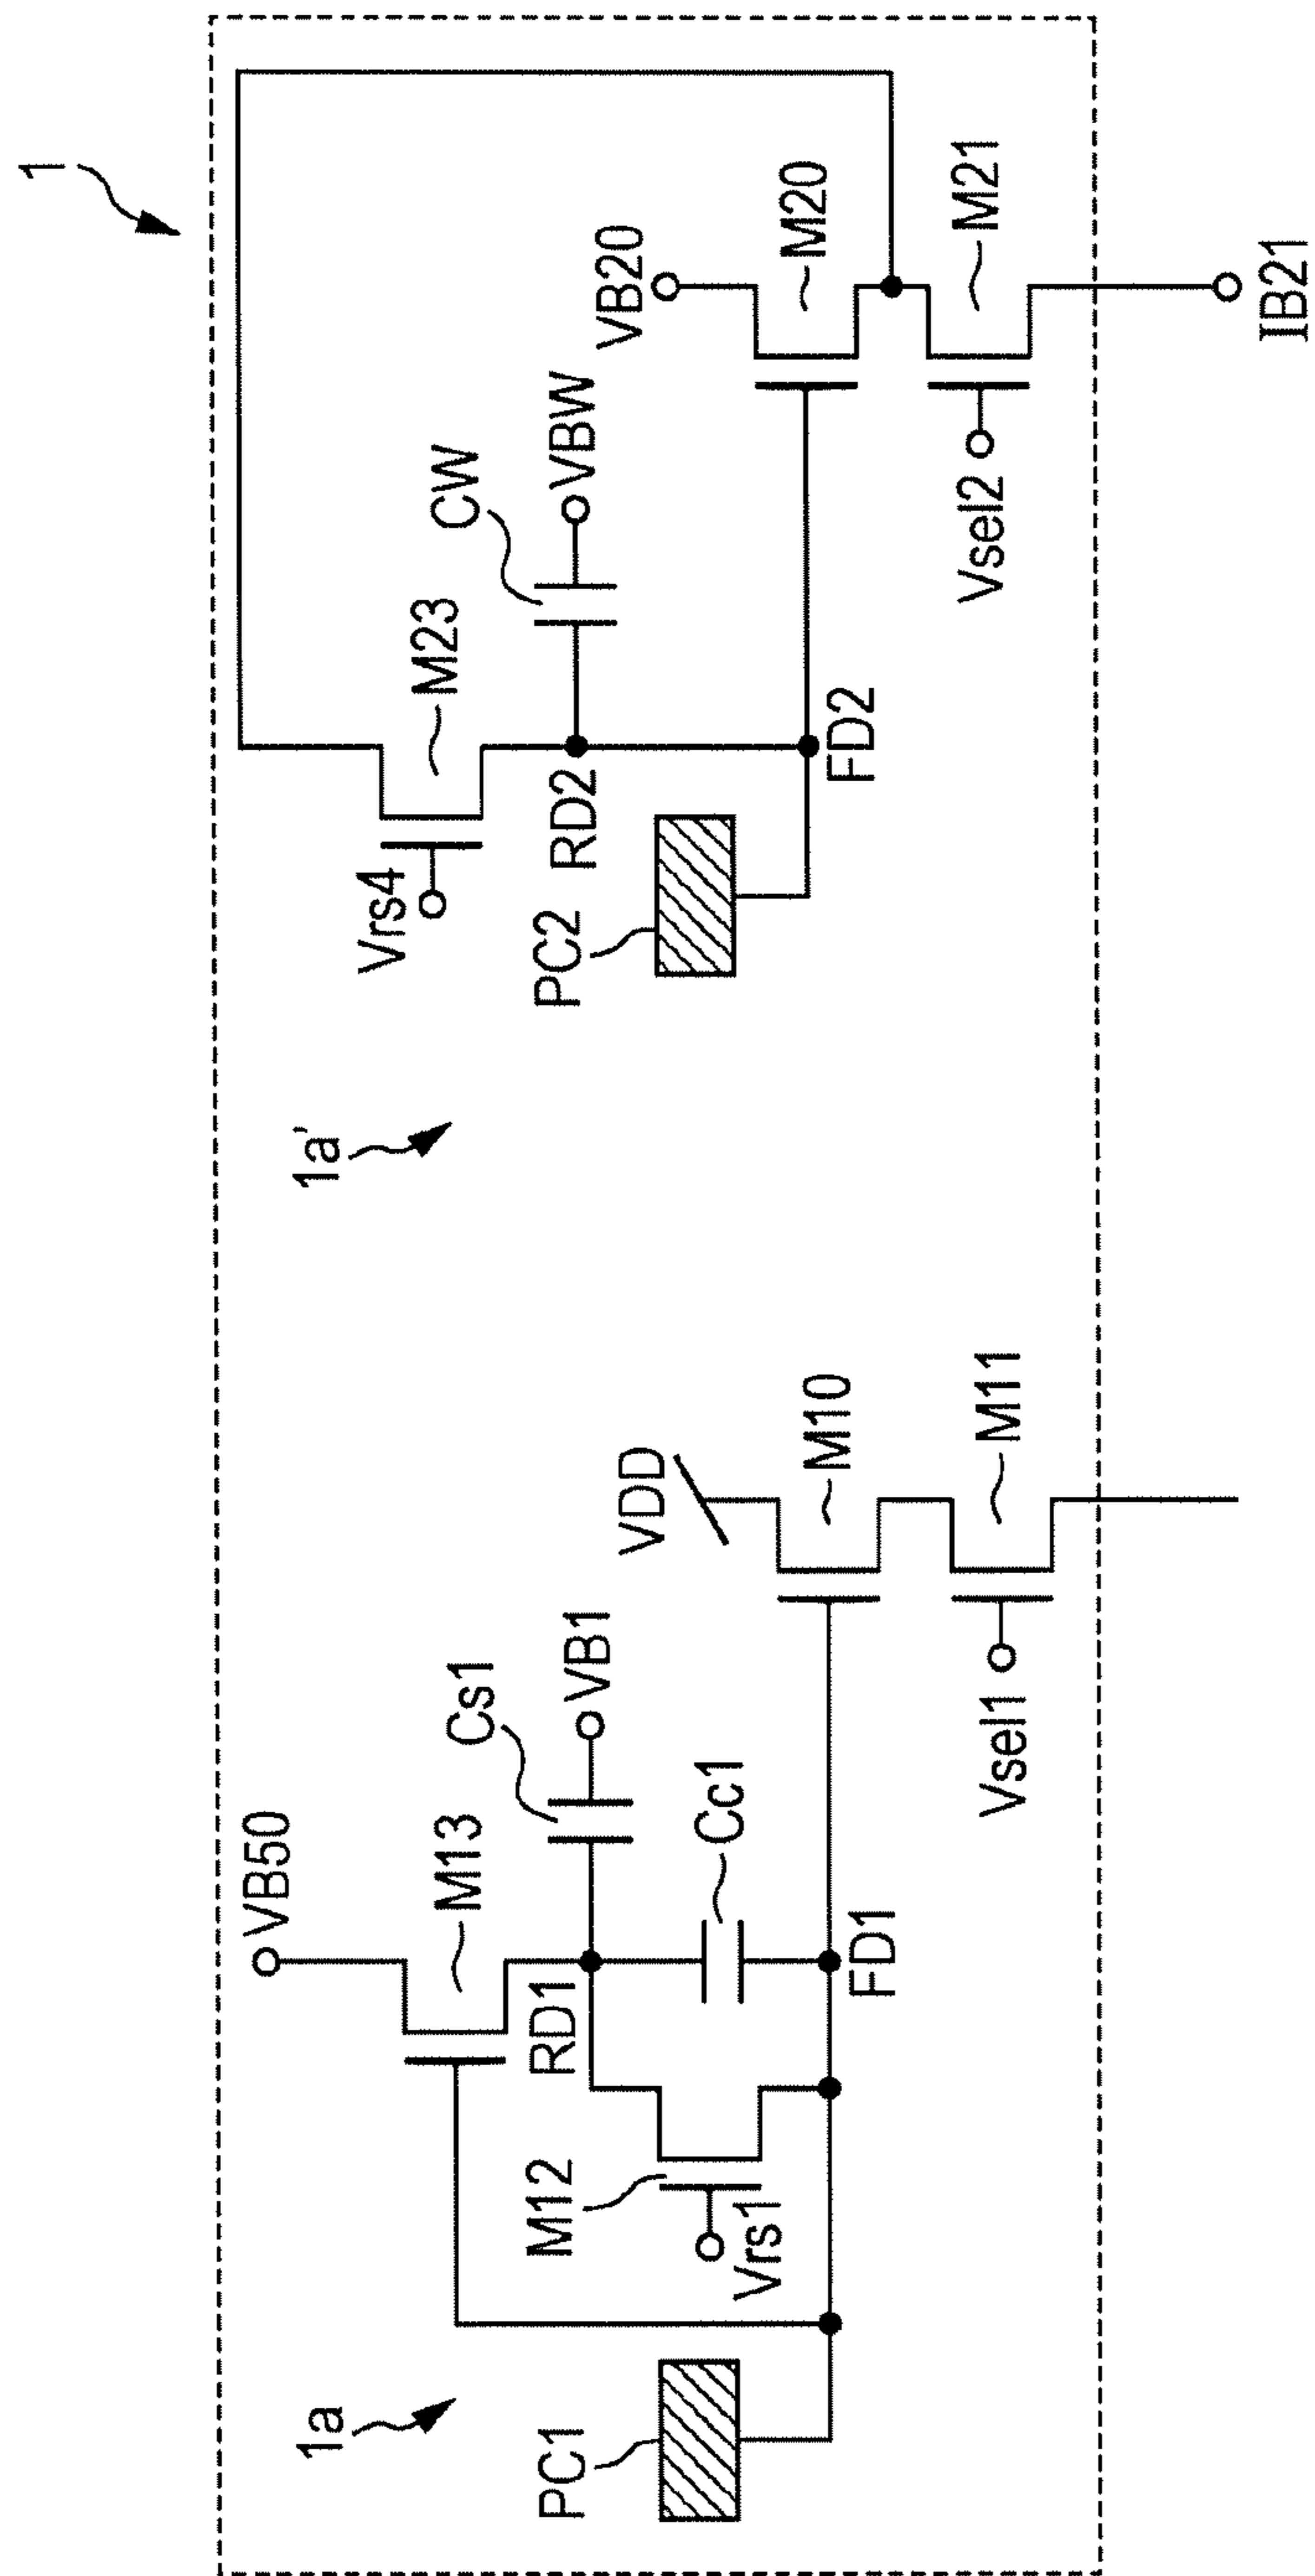 1
1a
VB50
M13
Cs1
VB1
RD1
M12
Vrs1
Cc1
PC1
FD1
VDD
M10
M11
Vsel1
1a'
Vrs4
M23
CW
VBW
RD2
PC2
FD2
VB20
M20
M21
Vsel2
IB21